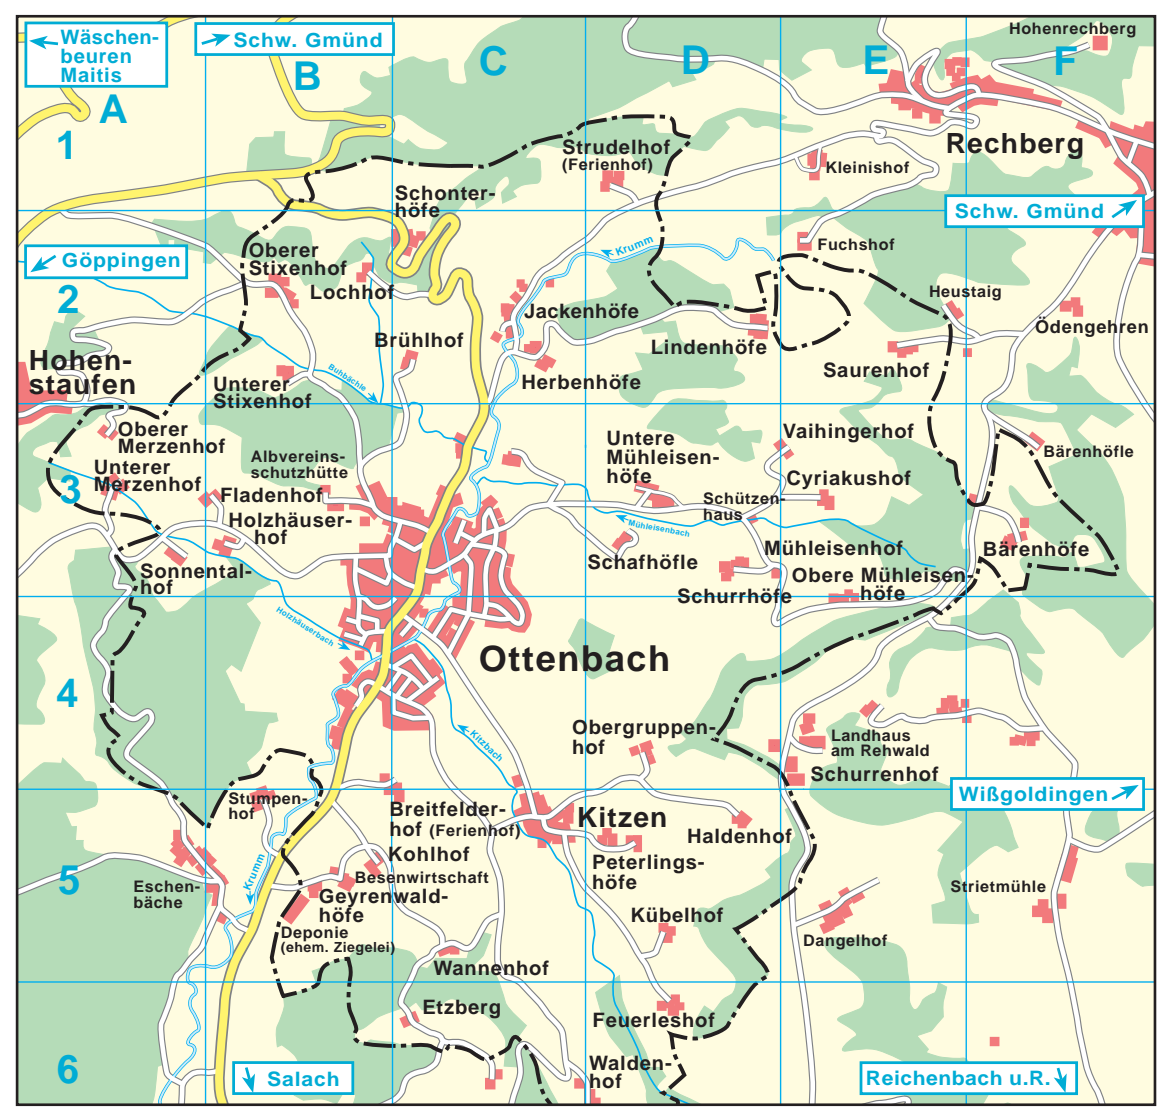 Wäschen-
beuren
Maitis
Schw. Gmünd
A
B
C
D
E
F
Hohenrechberg
1
Strudelhof
(Ferienhof)
Kleinishof
Rechberg
Schonter-
höfe
Schw. Gmünd
Göppingen
Oberer
Stixenhof
Lochhof
Krumm
Fuchshof
2
Heustaig
Jackenhöfe
Ödengehren
Brühlhof
Lindenhöfe
Hohen-
staufen
Unterer
Stixenhof
Buhbächle
Herbenhöfe
Saurenhof
Oberer
Merzenhof
Unterer
Merzenhof
Albvereins-
schutzhütte
Untere
Mühleisen-
höfe
Vaihingerhof
Bärenhöfle
3
Fladenhof
Cyriakushof
Schützen-
haus
Holzhäuser-
hof
Mühleisenbach
Schafhöfle
Mühleisenhof
Bärenhöfe
Sonnental-
hof
Schurrhöfe
Obere Mühleisen-
höfe
Holzhäuserbach
Ottenbach
4
Kitzbach
Obergruppen-
hof
Landhaus
am Rehwald
Schurrenhof
Wißgoldingen
Stumpen-
hof
Breitfelder-
hof (Ferienhof)
Kitzen
Haldenhof
Kohlhof
Besenwirtschaft
Peterlings-
höfe
5
Krumm
Eschen-
bäche
Geyrenwald-
höfe
Strietmühle
Deponie
(ehem. Ziegelei)
Kübelhof
Dangelhof
Wannenhof
Etzberg
Feuerleshof
6
Salach
Walden-
hof
Reichenbach u.R.